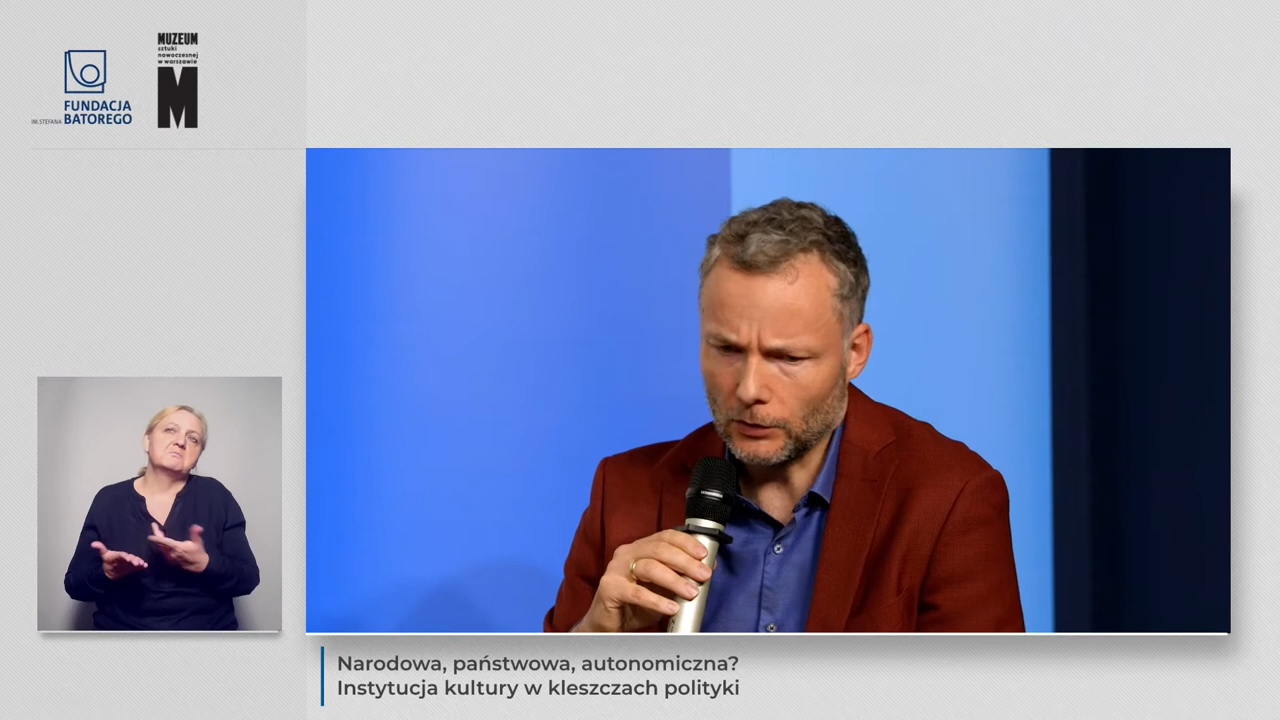 MUZEUM
sztuki
nowoczesnej
w warszawie
M
FUNDACJA
IM. STEFANA BATOREGO
Narodowa, państwowa, autonomiczna?
Instytucja kultury w kleszczach polityki